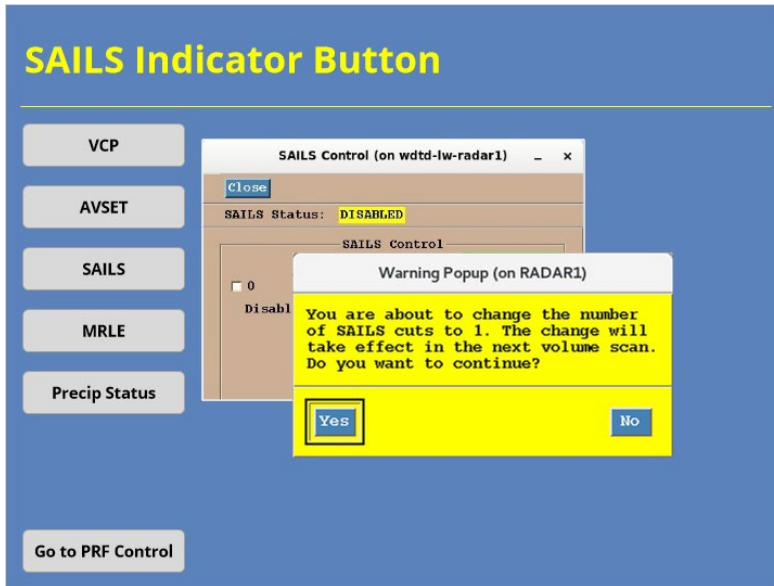 SAILS Indicator Button
VCP
AVSET
SAILS
MRLE
Precip Status
Go to PRF Control
SAILS Control (on wdtd-lw-radar1)
Close
SAILS Status: DISABLED
SAILS Control
0
Disabl
Warning Popup (on RADAR1)
You are about to change the number
of SAILS cuts to 1. The change will
take effect in the next volume scan.
Do you want to continue?
Yes
No